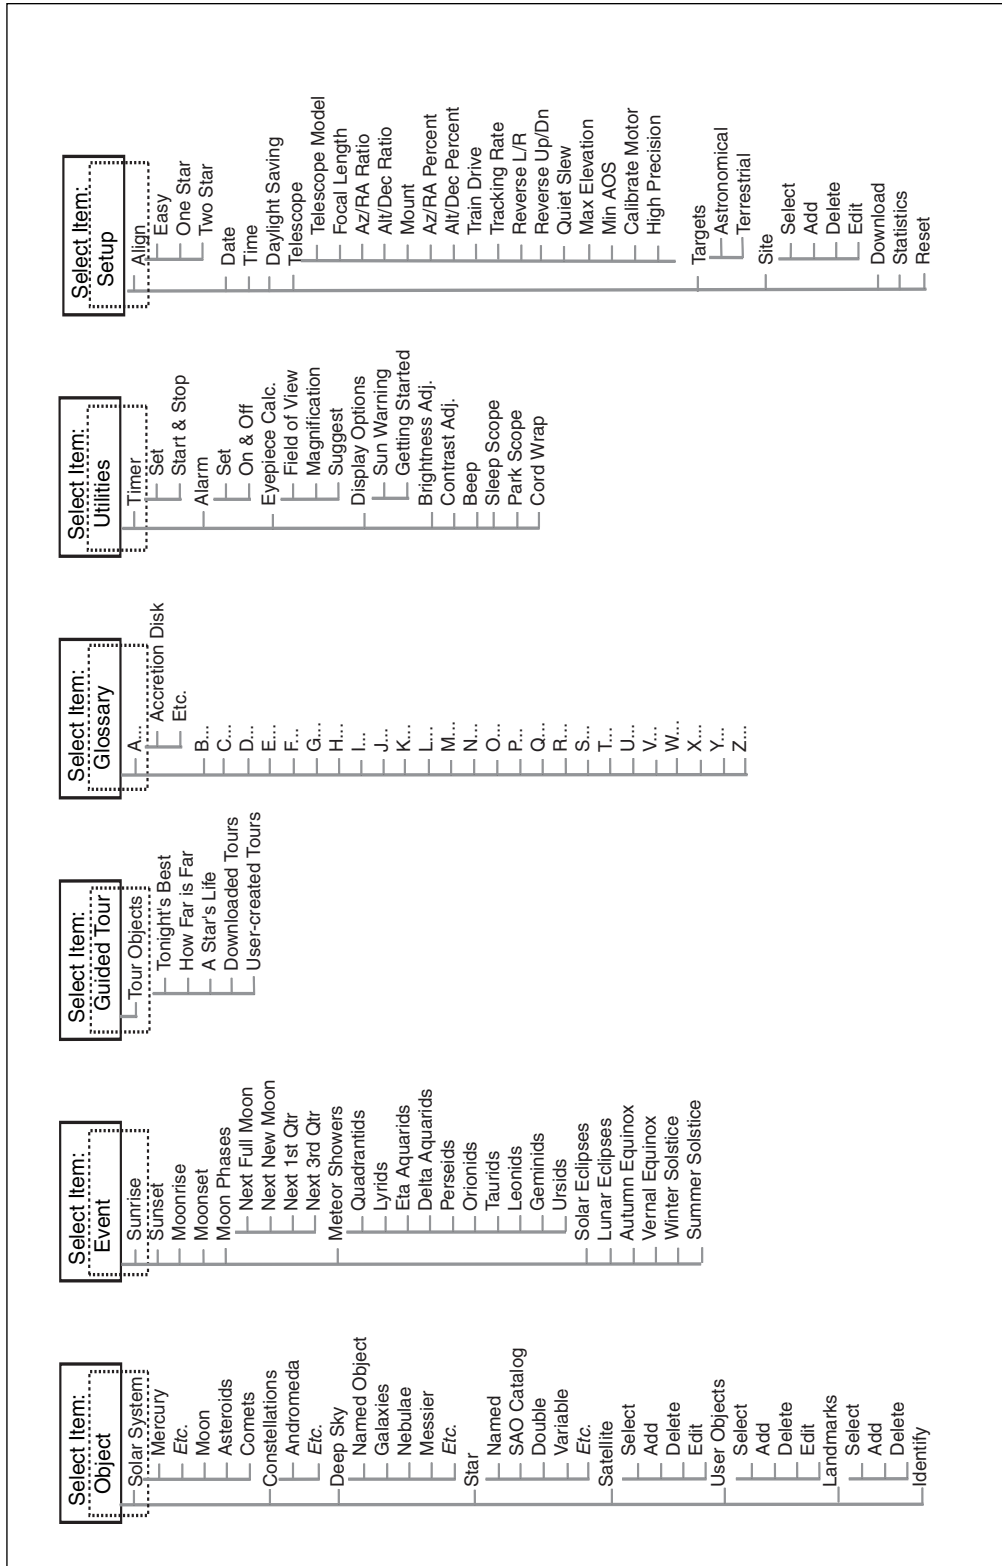 Select Item:
Object
Solar System
Mercury
Etc.
Moon
Asteroids
Comets
Constellations
Andromeda
Etc.
Deep Sky
Named Object
Galaxies
Nebulae
Messier
Etc.
Star
Named
SAO Catalog
Double
Variable
Etc.
Satellite
Select
Add
Delete
Edit
User Objects
Select
Add
Delete
Edit
Landmarks
Select
Add
Delete
Identify
Select Item:
Event
Sunrise
Sunset
Moonrise
Moonset
Moon Phases
Next Full Moon
Next New Moon
Next 1st Qtr
Next 3rd Qtr
Meteor Showers
Quadrantids
Lyrids
Eta Aquarids
Delta Aquarids
Perseids
Orionids
Taurids
Leonids
Geminids
Ursids
Solar Eclipses
Lunar Eclipses
Autumn Equinox
Vernal Equinox
Winter Solstice
Summer Solstice
Select Item:
Guided Tour
Tour Objects
Tonight's Best
How Far is Far
A Star's Life
Downloaded Tours
User-created Tours
Select Item:
Glossary
A...
Accretion Disk
Etc.
B...
C...
D...
E...
F...
G...
H...
I...
J...
K...
L...
M...
N...
O...
P...
Q...
R...
S...
T...
U...
V...
W...
X...
Y...
Z...
Select Item:
Utilities
Timer
Set
Start & Stop
Alarm
Set
On & Off
Eyepiece Calc.
Field of View
Magnification
Suggest
Display Options
Sun Warning
Getting Started
Brightness Adj.
Contrast Adj.
Beep
Sleep Scope
Park Scope
Cord Wrap
Select Item:
Setup
Align
Easy
One Star
Two Star
Date
Time
Daylight Saving
Telescope
Telescope Model
Focal Length
Az/RA Ratio
Alt/Dec Ratio
Mount
Az/RA Percent
Alt/Dec Percent
Train Drive
Tracking Rate
Reverse L/R
Reverse Up/Dn
Quiet Slew
Max Elevation
Min AOS
Calibrate Motor
High Precision
Targets
Astronomical
Terrestrial
Site
Select
Add
Delete
Edit
Download
Statistics
Reset